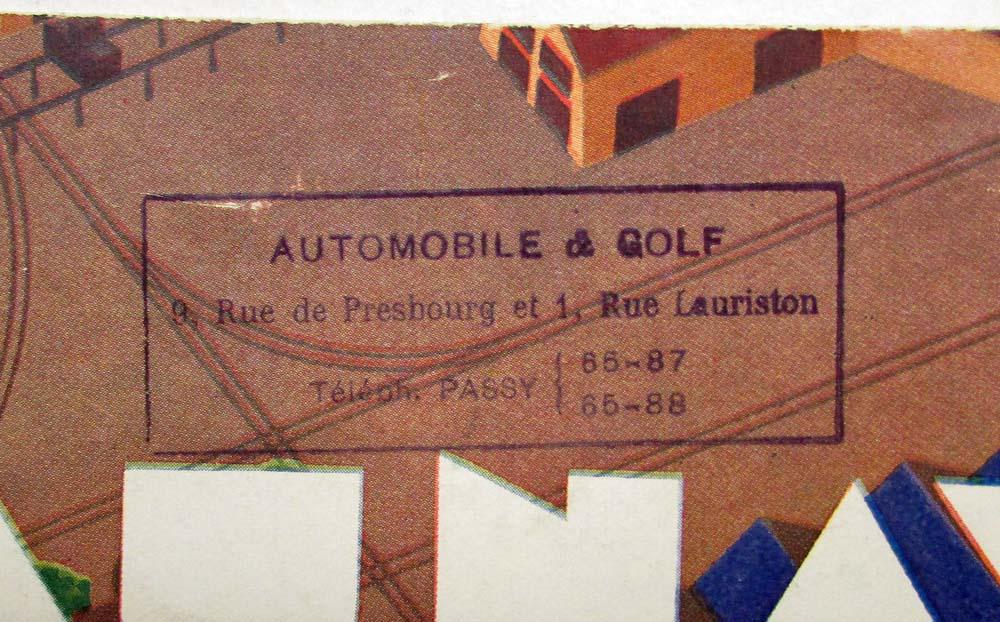 AUTOMOBILE & GOLF
9, Rue de Presbourg et 1, Rue Lauriston
Téléph. PASSY { 65-87
65-88